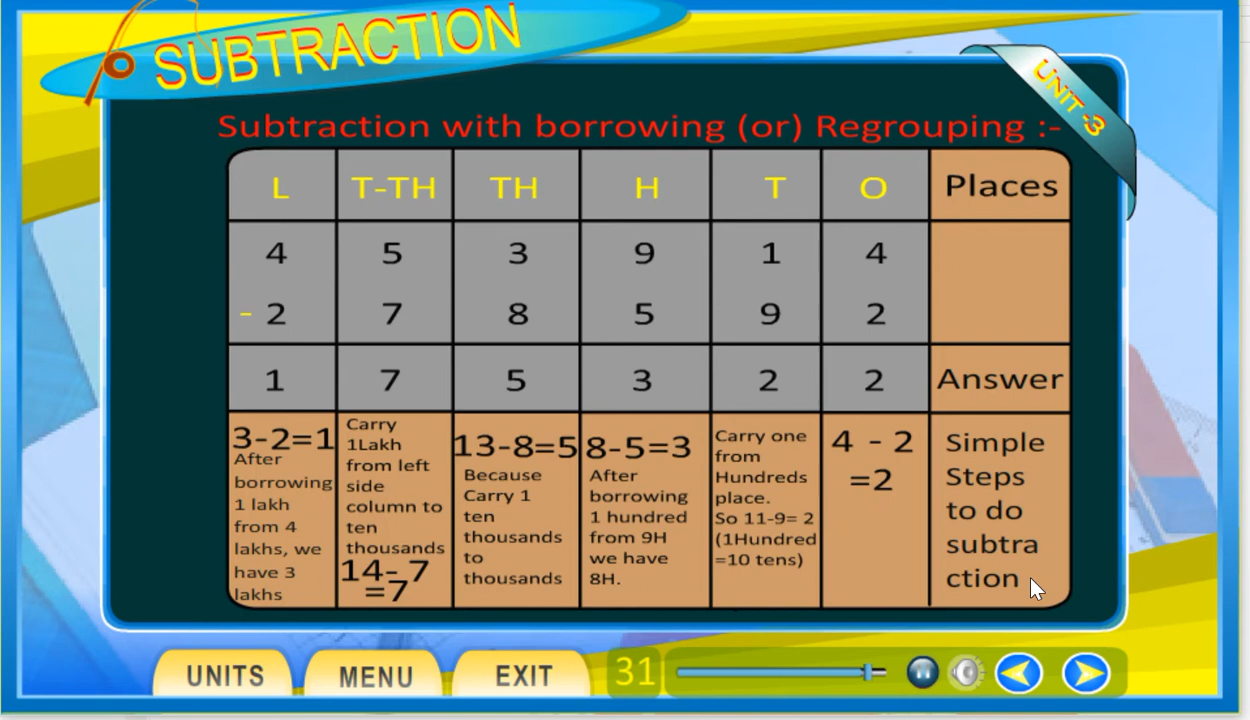 SUBTRACTION
UNIT -3
Subtraction with borrowing (or) Regrouping :-
L T-TH TH H T O Places
4 5 3 9 1 4
- 2 7 8 5 9 2
1 7 5 3 2 2 Answer
3-2=1
After
borrowing
1 lakh
from 4
lakhs, we
have 3
lakhs
Carry
1Lakh
from left
side
column to
ten
thousands
14-7
=7
13-8=5
Because
Carry 1
ten
thousands
to
thousands
8-5=3
After
borrowing
1 hundred
from 9H
we have
8H.
Carry one
from
Hundreds
place.
So 11-9= 2
(1Hundred
=10 tens)
4 - 2
=2
Simple
Steps
to do
subtra
ction
UNITS MENU EXIT 31